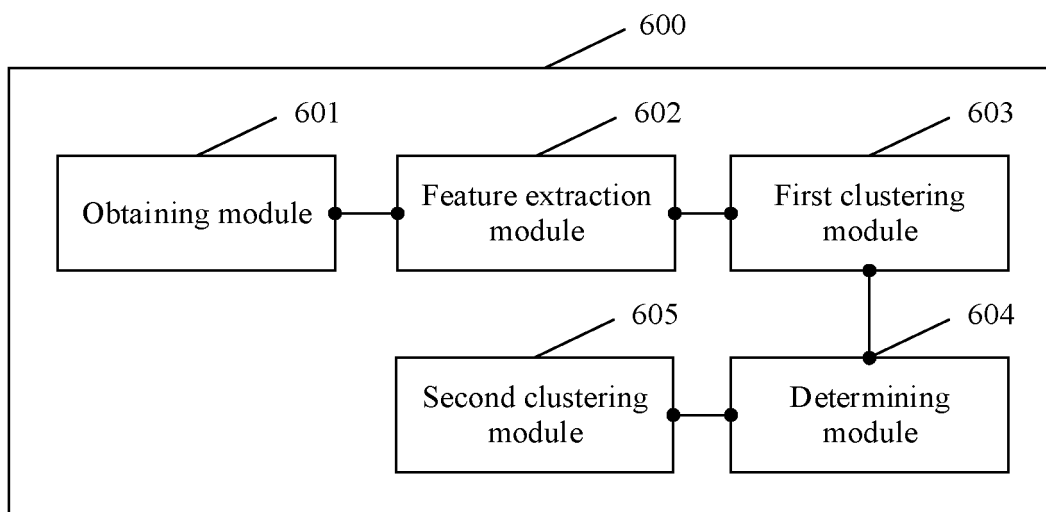 600
601
602
603
Obtaining module
Feature extraction
module
First clustering
module
605
604
Second clustering
module
Determining
module